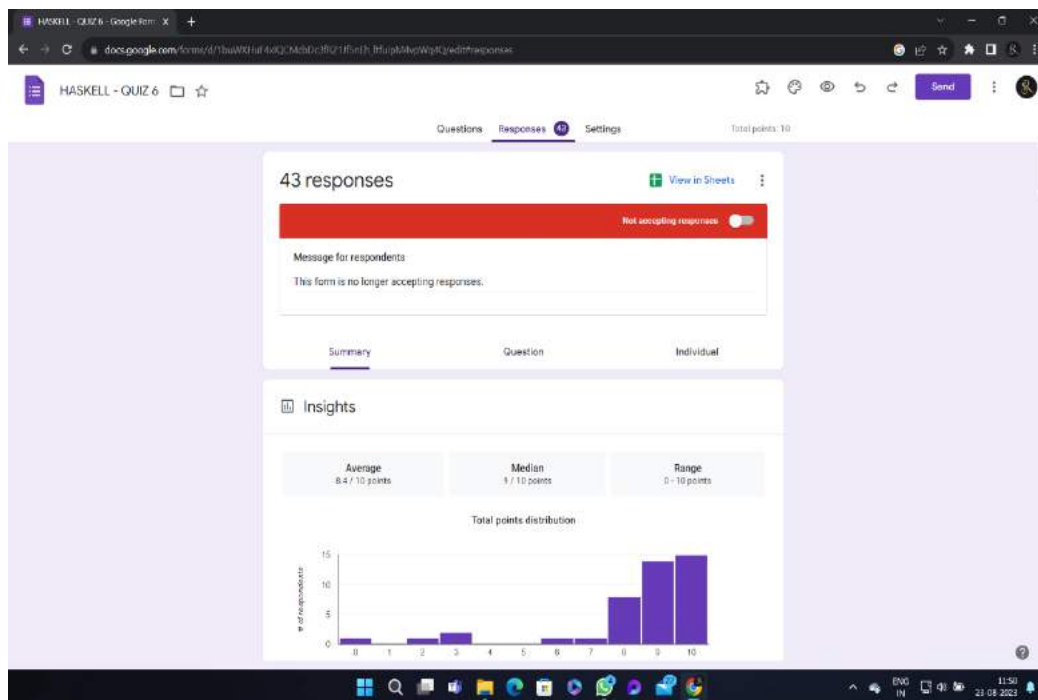 HASKELL - QUIZ 6 - Google Form
docs.google.com/forms/d/
HASKELL - QUIZ 6
Send
Questions Responses 43 Settings
Total points: 10
43 responses
View in Sheets
Not accepting responses
Message for respondents
This form is no longer accepting responses.
Summary Question Individual
Insights
Average Median Range
8.4 / 10 points 9 / 10 points 0 - 10 points
Total points distribution
# of respondents
15
10
5
0
0 1 2 3 4 5 6 7 8 9 10
ENG
IN
11:50
23-08-2023